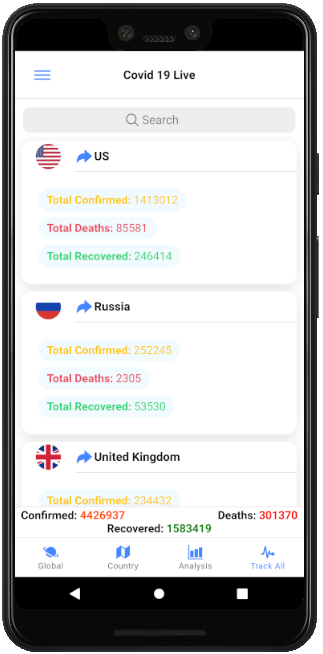 Covid 19 Live
Search
US
Total Confirmed: 1413012
Total Deaths: 85581
Total Recovered: 246414
Russia
Total Confirmed: 252245
Total Deaths: 2305
Total Recovered: 53530
United Kingdom
Total Confirmed: 234432
Confirmed: 4426937 Deaths: 301370
Recovered: 1583419
Global Country Analysis Track All